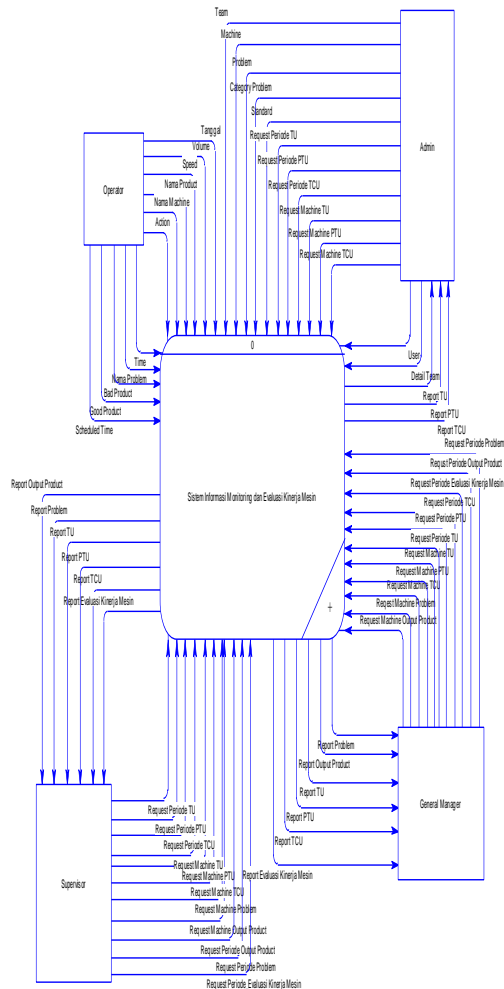 Team
Machine
Problem
Category Problem
Standard
Request Periode TU
Request Periode PTU
Request Periode TCU
Request Machine TU
Request Machine PTU
Request Machine TCU
Admin
Tanggal
Volume
Speed
Nama Product
Nama Machine
Action
Operator
Time
Nama Problem
Bad Product
Good Product
Scheduled Time
0
User
Detail Team
Report TU
Report PTU
Report TCU
Request Periode Problem
Requst Periode Output Product
Request Periode Evaluasi Kinerja Mesin
Request Periode TCU
Request Periode PTU
Request Periode TU
Request Machine TU
Request Machine PTU
Request Machine TCU
Reqest Machine Problem
Request Machine Output Product
Sistem Informasi Monitoring dan Evaluasi Kinerja Mesin
+
Report Output Product
Report Problem
Report TU
Report PTU
Report TCU
Report Evaluasi Kinerja Mesin
Report Problem
Report Output Product
Report TU
Report PTU
Report TCU
Report Evaluasi Kinerja Mesin
General Manager
Supervisor
Request Periode TU
Request Periode PTU
Request Periode TCU
Request Machine TU
Request Machine PTU
Request Machine TCU
Request Machine Problem
Request Machine Output Product
Request Periode Output Product
Request Periode Problem
Request Periode Evaluasi Kinerja Mesin